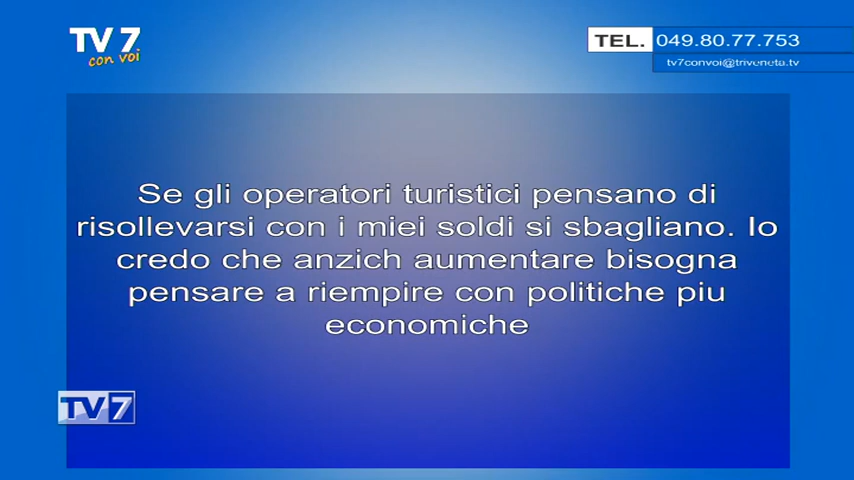 TV 7
con voi
TEL. 049.80.77.753
tv7convoi@triveneta.tv
Se gli operatori turistici pensano di
risollevarsi con i miei soldi si sbagliano. Io
credo che anzich aumentare bisogna
pensare a riempire con politiche piu
economiche
TV7